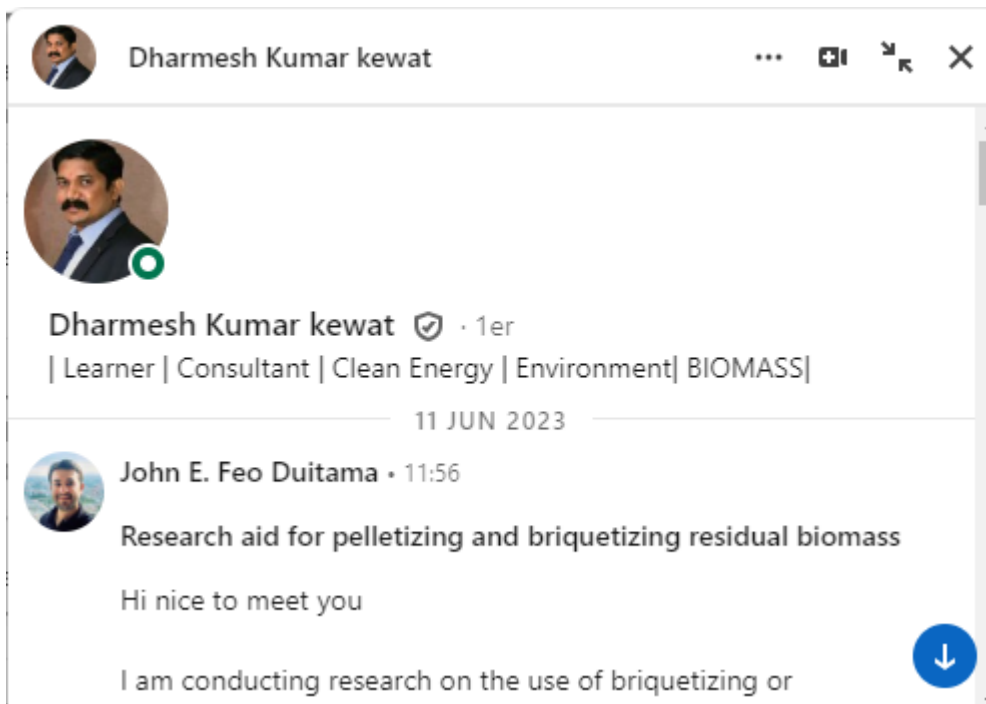 Dharmesh Kumar kewat
Dharmesh Kumar kewat · 1er
| Learner | Consultant | Clean Energy | Environment| BIOMASS|
11 JUN 2023
John E. Feo Duitama • 11:56
Research aid for pelletizing and briquetizing residual biomass
Hi nice to meet you
I am conducting research on the use of briquetizing or